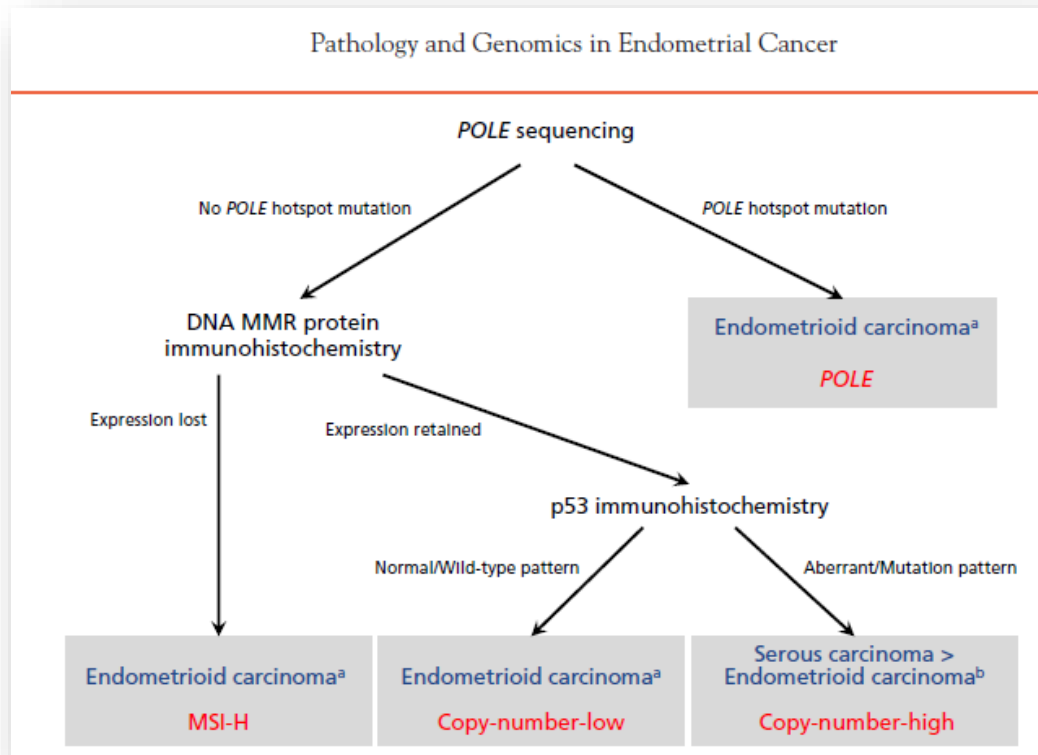 Pathology and Genomics in Endometrial Cancer
POLE sequencing
No POLE hotspot mutation
POLE hotspot mutation
DNA MMR protein
immunohistochemistry
Endometrioid carcinomaᵃ
POLE
Expression lost
Expression retained
p53 immunohistochemistry
Normal/Wild-type pattern
Aberrant/Mutation pattern
Endometrioid carcinomaᵃ
MSI-H
Endometrioid carcinomaᵃ
Copy-number-low
Serous carcinoma >
Endometrioid carcinomaᵇ
Copy-number-high